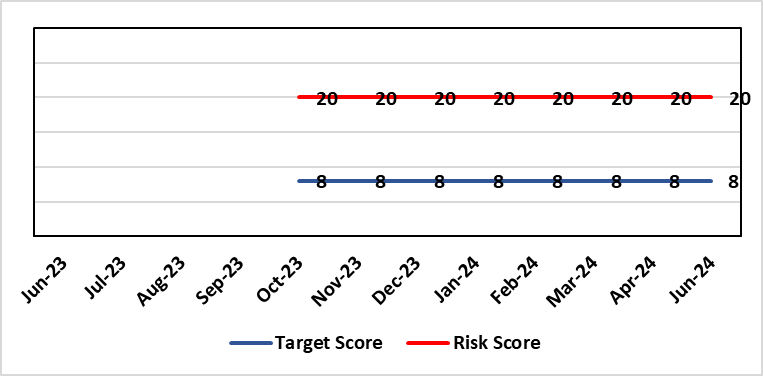 20 20 20 20 20 20 20 20
8 8 8 8 8 8 8 8
Jun-23 Jul-23 Aug-23 Sep-23 Oct-23 Nov-23 Dec-23 Jan-24 Feb-24 Mar-24 Apr-24 Jun-24
Target Score Risk Score